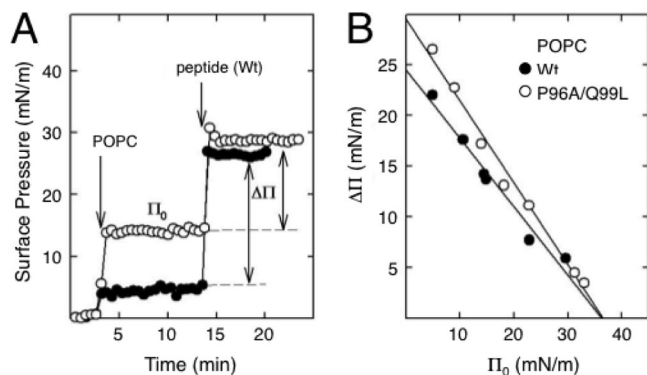 A
Surface Pressure (mN/m)
40
30
20
10
5
10
15
20
Time (min)
POPC
peptide (Wt)
Π₀
ΔΠ
B
ΔΠ (mN/m)
25
20
15
10
5
10
20
30
40
Π₀ (mN/m)
POPC
Wt
P96A/Q99L